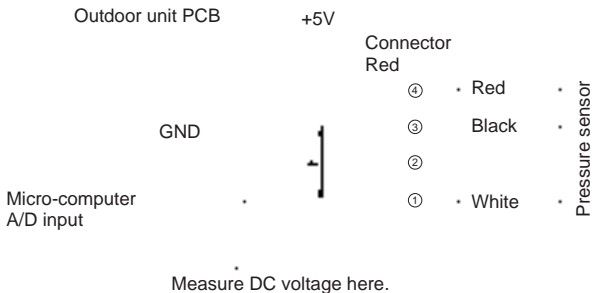 Outdoor unit PCB
+5V
Connector
Red
④ Red
GND
③ Black
②
Micro-computer
A/D input
① White
Pressure sensor
Measure DC voltage here.